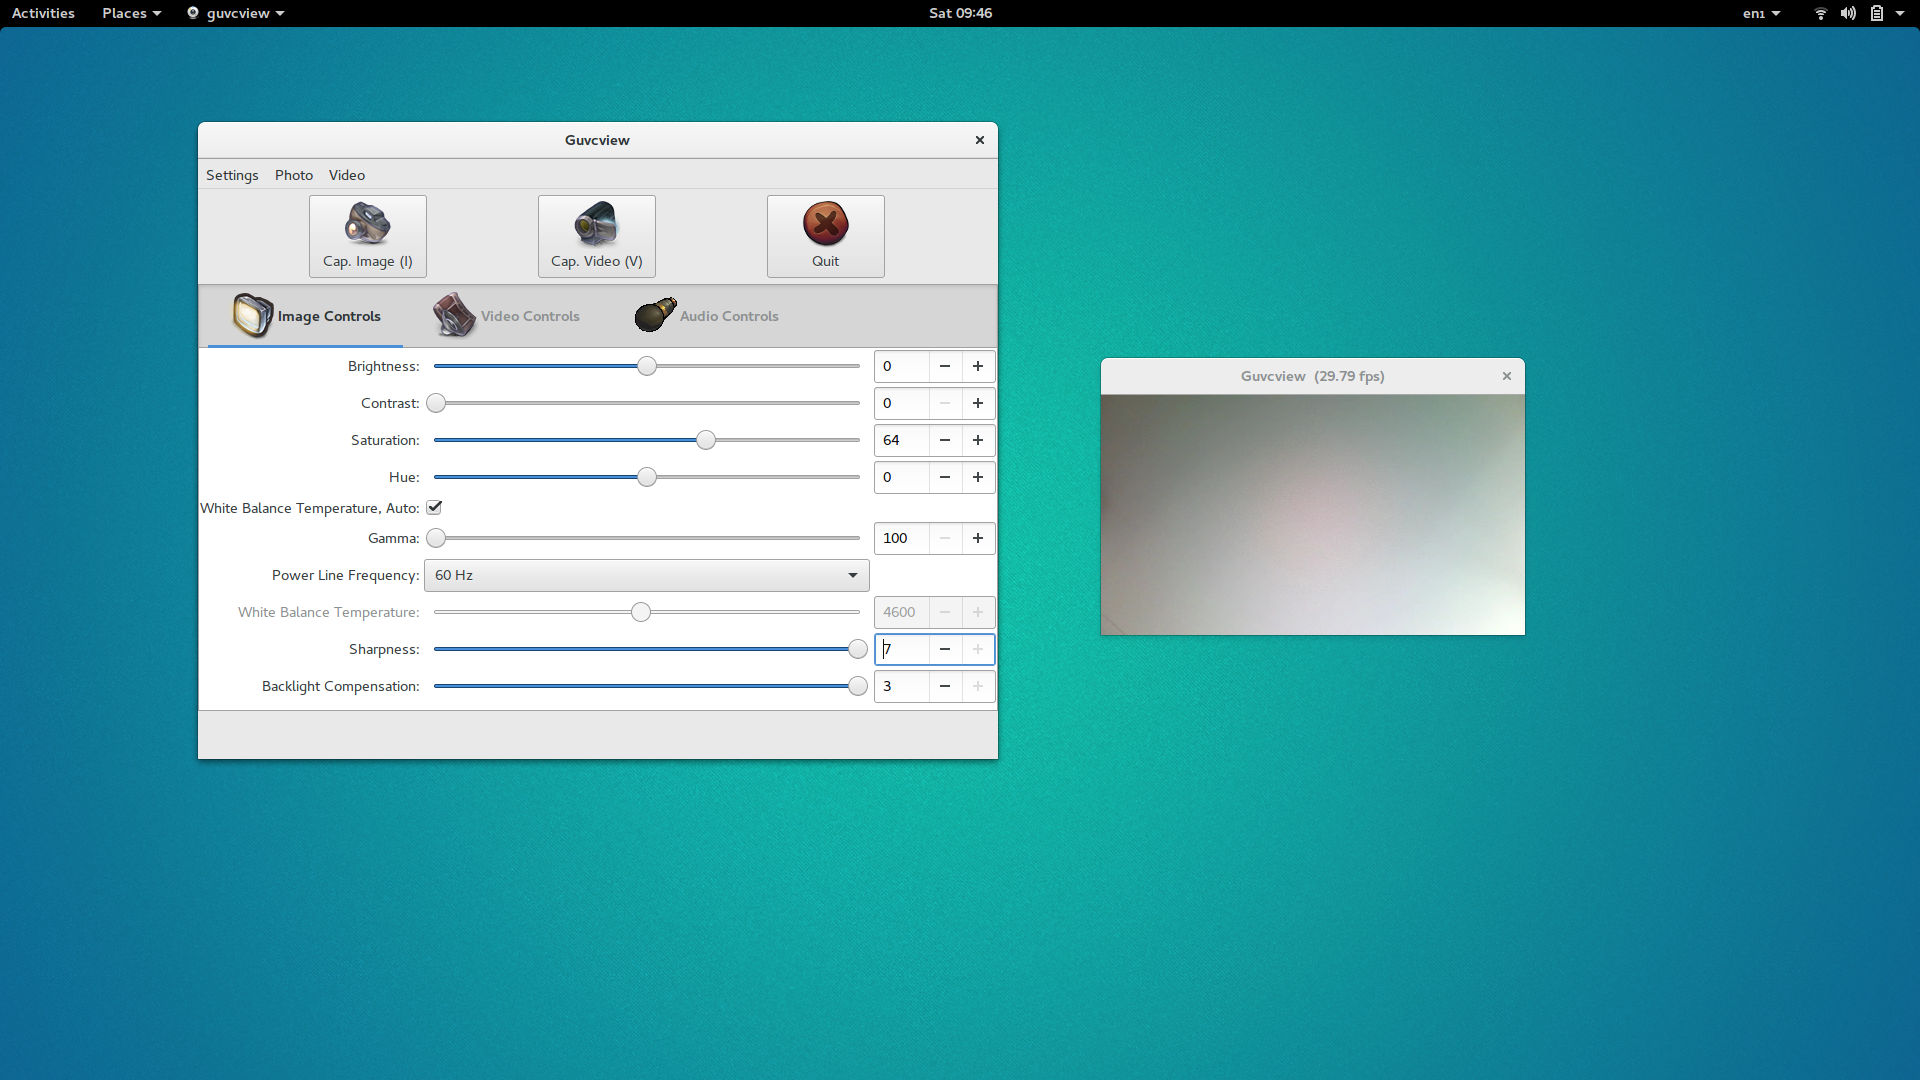 Activities Places guvcview Sat 09:46 en₁
Guvcview
Settings Photo Video
Cap. Image (I) Cap. Video (V) Quit
Image Controls Video Controls Audio Controls
Brightness: 0
Guvcview (29.79 fps)
Contrast: 0
Saturation: 64
Hue: 0
White Balance Temperature, Auto:
Gamma: 100
Power Line Frequency: 60 Hz
White Balance Temperature: 4600
Sharpness: 7
Backlight Compensation: 3